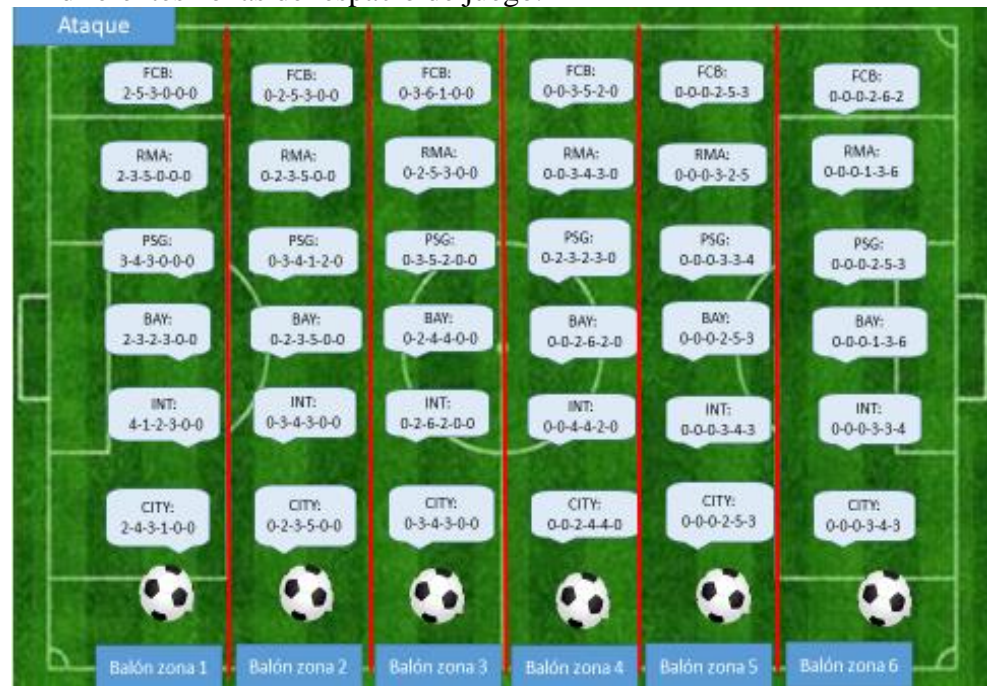 Ataque
FCB:
2-5-3-0-0-0
FCB:
0-2-5-3-0-0
FCB:
0-3-6-1-0-0
FCB:
0-0-3-5-2-0
FCB:
0-0-0-2-5-3
FCB:
0-0-0-2-6-2
RMA:
2-3-5-0-0-0
RMA:
0-2-3-5-0-0
RMA:
0-2-5-3-0-0
RMA:
0-0-3-4-3-0
RMA:
0-0-0-3-2-5
RMA:
0-0-0-1-3-6
PSG:
3-4-3-0-0-0
PSG:
0-3-4-1-2-0
PSG:
0-3-5-2-0-0
PSG:
0-2-3-2-3-0
PSG:
0-0-0-3-3-4
PSG:
0-0-0-2-5-3
BAY:
2-3-2-3-0-0
BAY:
0-2-3-5-0-0
BAY:
0-2-4-4-0-0
BAY:
0-0-2-6-2-0
BAY:
0-0-0-2-5-3
BAY:
0-0-0-1-3-6
INT:
4-1-2-3-0-0
INT:
0-3-4-3-0-0
INT:
0-2-6-2-0-0
INT:
0-0-4-4-2-0
INT:
0-0-0-3-4-3
INT:
0-0-0-3-3-4
CITY:
2-4-3-1-0-0
CITY:
0-2-3-5-0-0
CITY:
0-3-4-3-0-0
CITY:
0-0-2-4-4-0
CITY:
0-0-0-2-5-3
CITY:
0-0-0-3-4-3
Balón zona 1
Balón zona 2
Balón zona 3
Balón zona 4
Balón zona 5
Balón zona 6